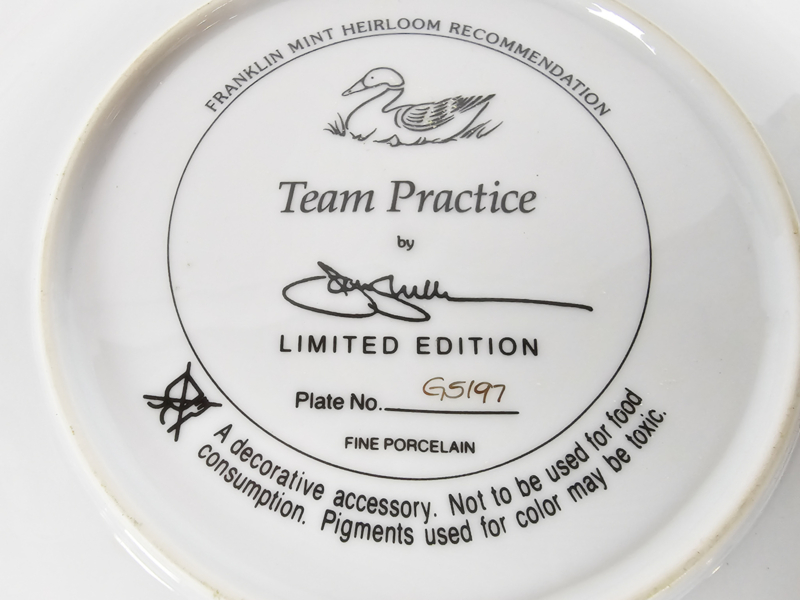 FRANKLIN MINT HEIRLOOM RECOMMENDATION
Team Practice
by
LIMITED EDITION
Plate No. G5197
FINE PORCELAIN
A decorative accessory. Not to be used for food
consumption. Pigments used for color may be toxic.